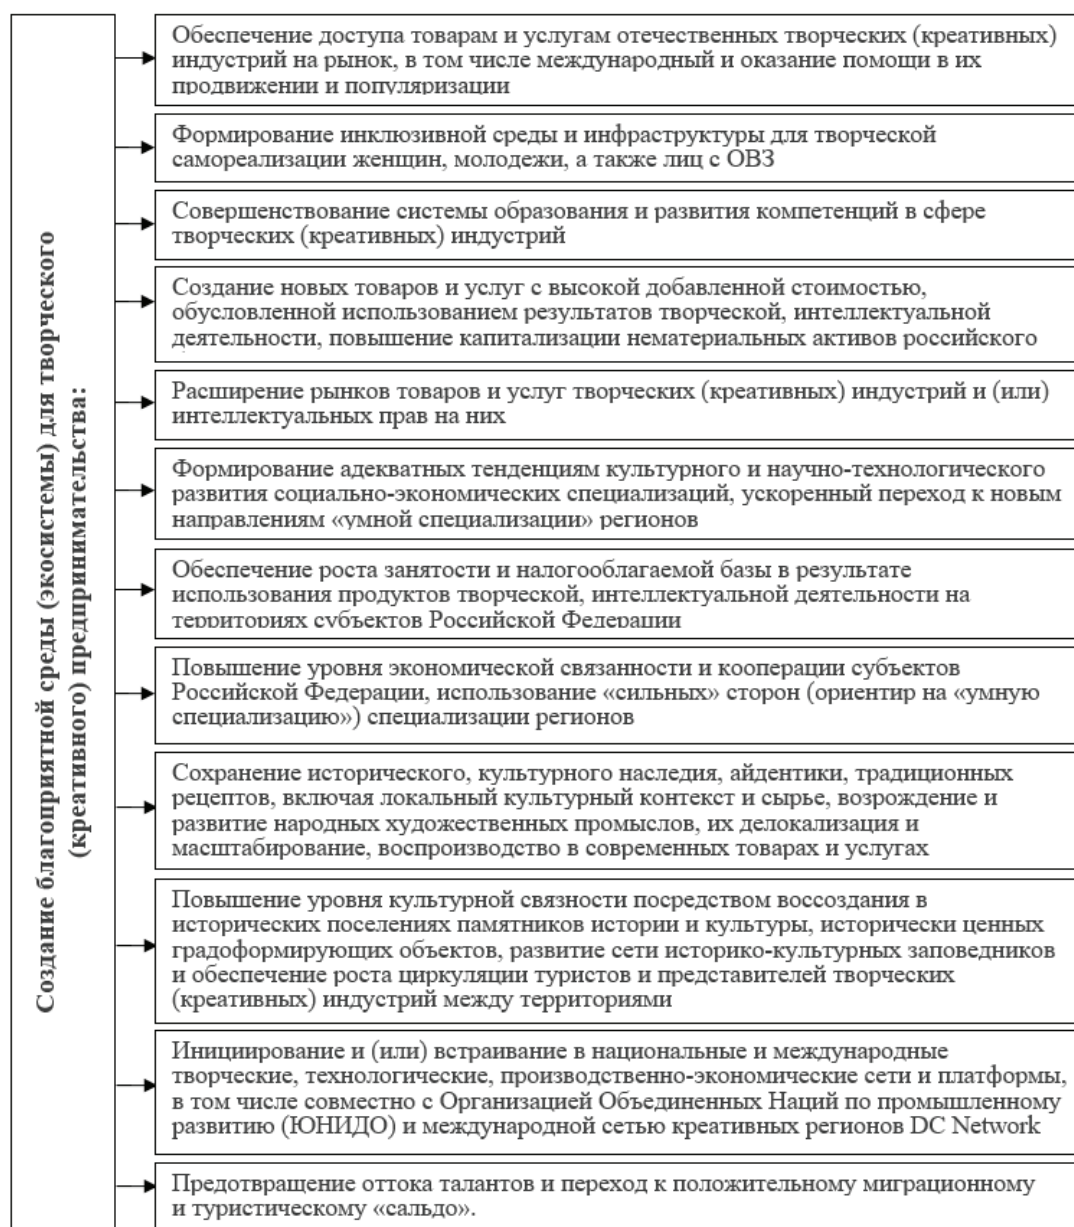 Создание благоприятной среды (экосистемы) для творческого
(креативного) предпринимательства:
Обеспечение доступа товарам и услугам отечественных творческих (креативных)
индустрий на рынок, в том числе международный и оказание помощи в их
продвижении и популяризации
Формирование инклюзивной среды и инфраструктуры для творческой
самореализации женщин, молодежи, а также лиц с ОВЗ
Совершенствование системы образования и развития компетенций в сфере
творческих (креативных) индустрий
Создание новых товаров и услуг с высокой добавленной стоимостью,
обусловленной использованием результатов творческой, интеллектуальной
деятельности, повышение капитализации нематериальных активов российского
Расширение рынков товаров и услуг творческих (креативных) индустрий и (или)
интеллектуальных прав на них
Формирование адекватных тенденциям культурного и научно-технологического
развития социально-экономических специализаций, ускоренный переход к новым
направлениям «умной специализации» регионов
Обеспечение роста занятости и налогооблагаемой базы в результате
использования продуктов творческой, интеллектуальной деятельности на
территориях субъектов Российской Федерации
Повышение уровня экономической связанности и кооперации субъектов
Российской Федерации, использование «сильных» сторон (ориентир на «умную
специализацию») специализации регионов
Сохранение исторического, культурного наследия, айдентики, традиционных
рецептов, включая локальный культурный контекст и сырье, возрождение и
развитие народных художественных промыслов, их делокализация и
масштабирование, воспроизводство в современных товарах и услугах
Повышение уровня культурной связности посредством воссоздания в
исторических поселениях памятников истории и культуры, исторически ценных
градоформирующих объектов, развитие сети историко-культурных заповедников
и обеспечение роста циркуляции туристов и представителей творческих
(креативных) индустрий между территориями
Инициирование и (или) встраивание в национальные и международные
творческие, технологические, производственно-экономические сети и платформы,
в том числе совместно с Организацией Объединенных Наций по промышленному
развитию (ЮНИДО) и международной сетью креативных регионов DC Network
Предотвращение оттока талантов и переход к положительному миграционному
и туристическому «сальдо».